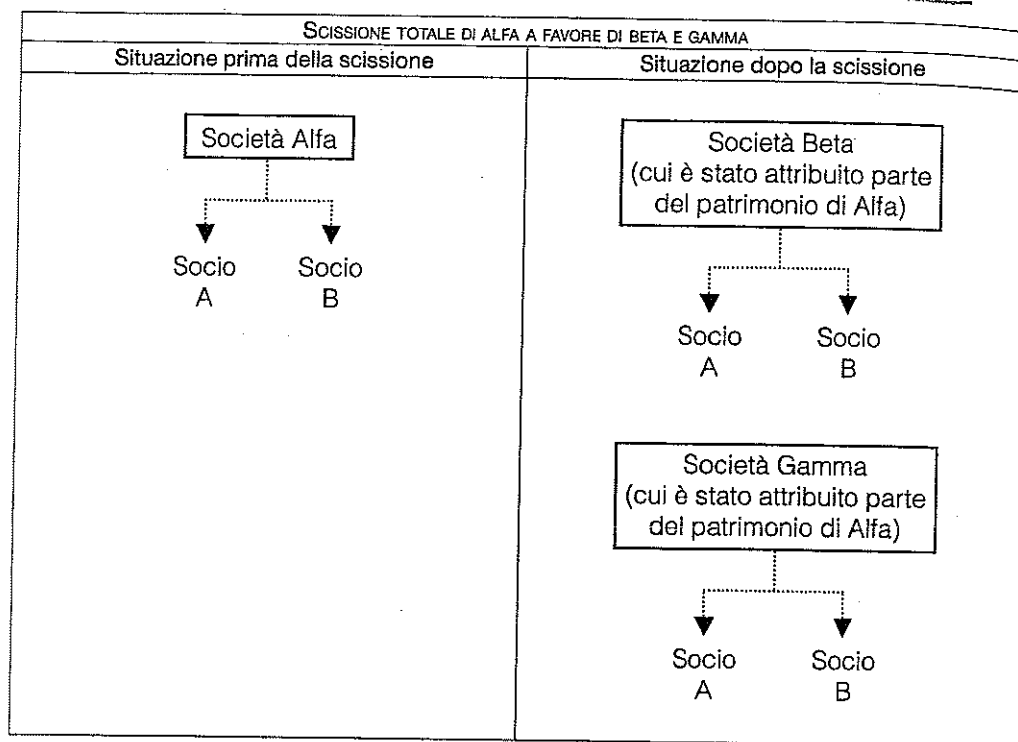 SCISSIONE TOTALE DI ALFA A FAVORE DI BETA E GAMMA
Situazione prima della scissione
Situazione dopo la scissione
Società Alfa
Socio A
Socio B
Società Beta
(cui è stato attribuito parte
del patrimonio di Alfa)
Socio A
Socio B
Società Gamma
(cui è stato attribuito parte
del patrimonio di Alfa)
Socio A
Socio B